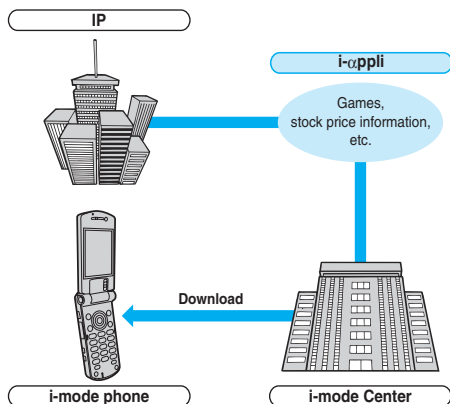 IP
i-αppli
Games,
stock price information,
etc.
Download
i-mode phone
i-mode Center